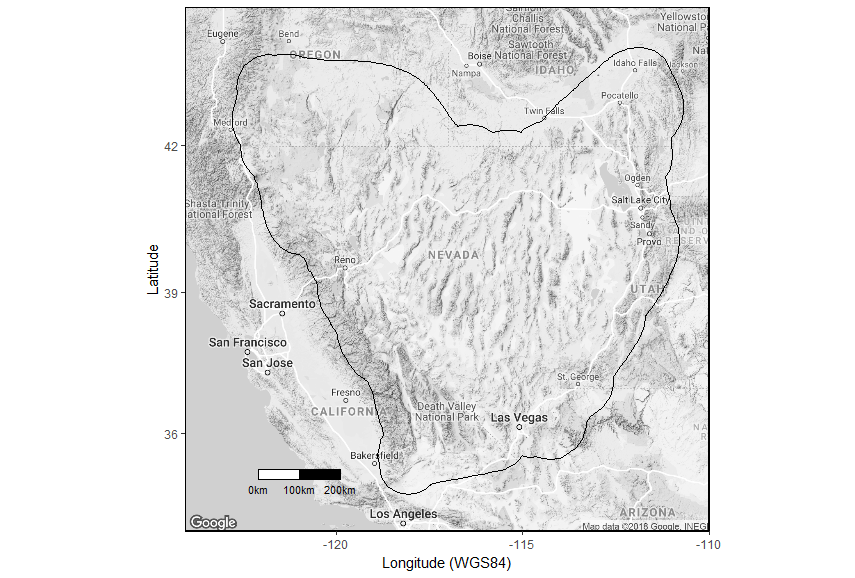 Sawtooth
Challis
National Forest
Yellowstone
National Pa
Eugene
Bend
OREGON
Boise
Sawtooth
National Forest
Nat
Jackson
Nampa
IDAHO
Idaho Falls
Pocatello
Twin Falls
Medford
42
Ogden
Shasta-Trinity
National Forest
Salt Lake City
Sandy
Provo
RESERV
Reno
NEVADA
Latitude
39
Sacramento
UTAH
San Francisco
San Jose
Fresno
St. George
CALIFORNIA
Death Valley
National Park
Las Vegas
36
Bakersfield
0km 100km 200km
Los Angeles
ARIZONA
Google
Map data ©2018 Google, INEGI
-120 -115 -110
Longitude (WGS84)